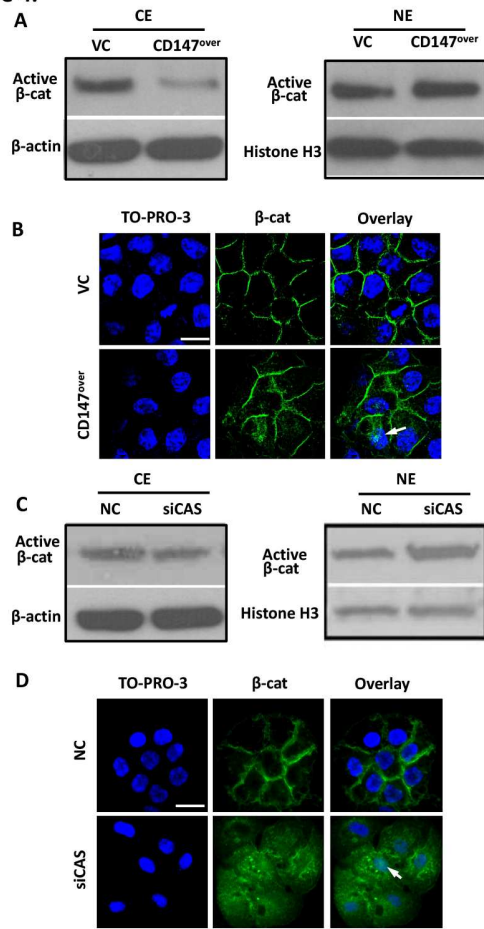 A
CE
NE
VC CD147over
VC CD147over
Active
β-cat
Active
β-cat
β-actin
Histone H3
B
TO-PRO-3 β-cat Overlay
VC
CD147over
C
CE
NE
NC siCAS
NC siCAS
Active
β-cat
Active
β-cat
β-actin
Histone H3
D
TO-PRO-3 β-cat Overlay
NC
siCAS